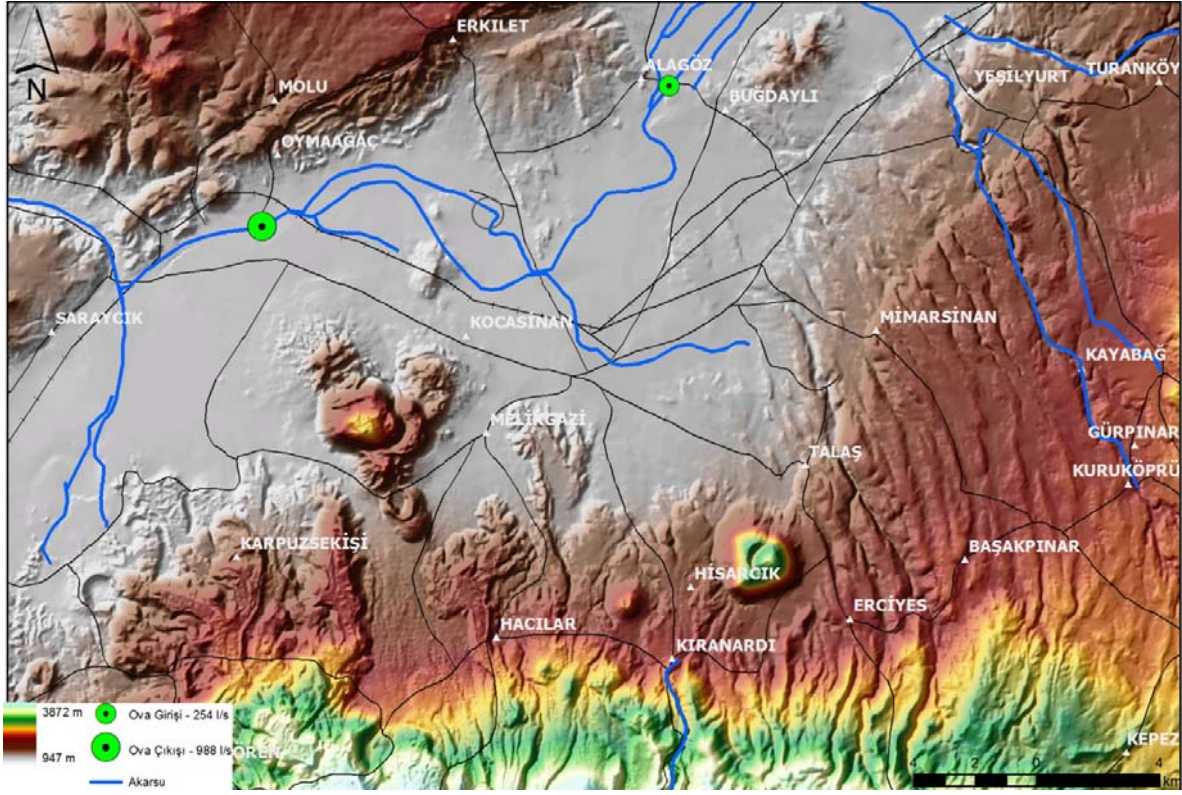 ERKILET
ALAGÖZ
YEŞİLYURT
TURANKÖY
N
MOLU
BUĞDAYLI
OYMAAĞAÇ
SARAYCIK
KOCASİNAN
MİMARSİNAN
KAYABAĞ
MELİKGAZİ
GÜRPINAR
TALAŞ
KURUKÖPRÜ
KARPUZSEKİŞİ
BAŞAKPINAR
HİSARCIK
ERCİYES
HACILAR
KIRANARDI
3872 m
Ova Girişi - 254 l/s
Ova Çıkışı - 988 l/s
ÖREN
947 m
Akarsu
KEPEZ
4 2 0 4
km